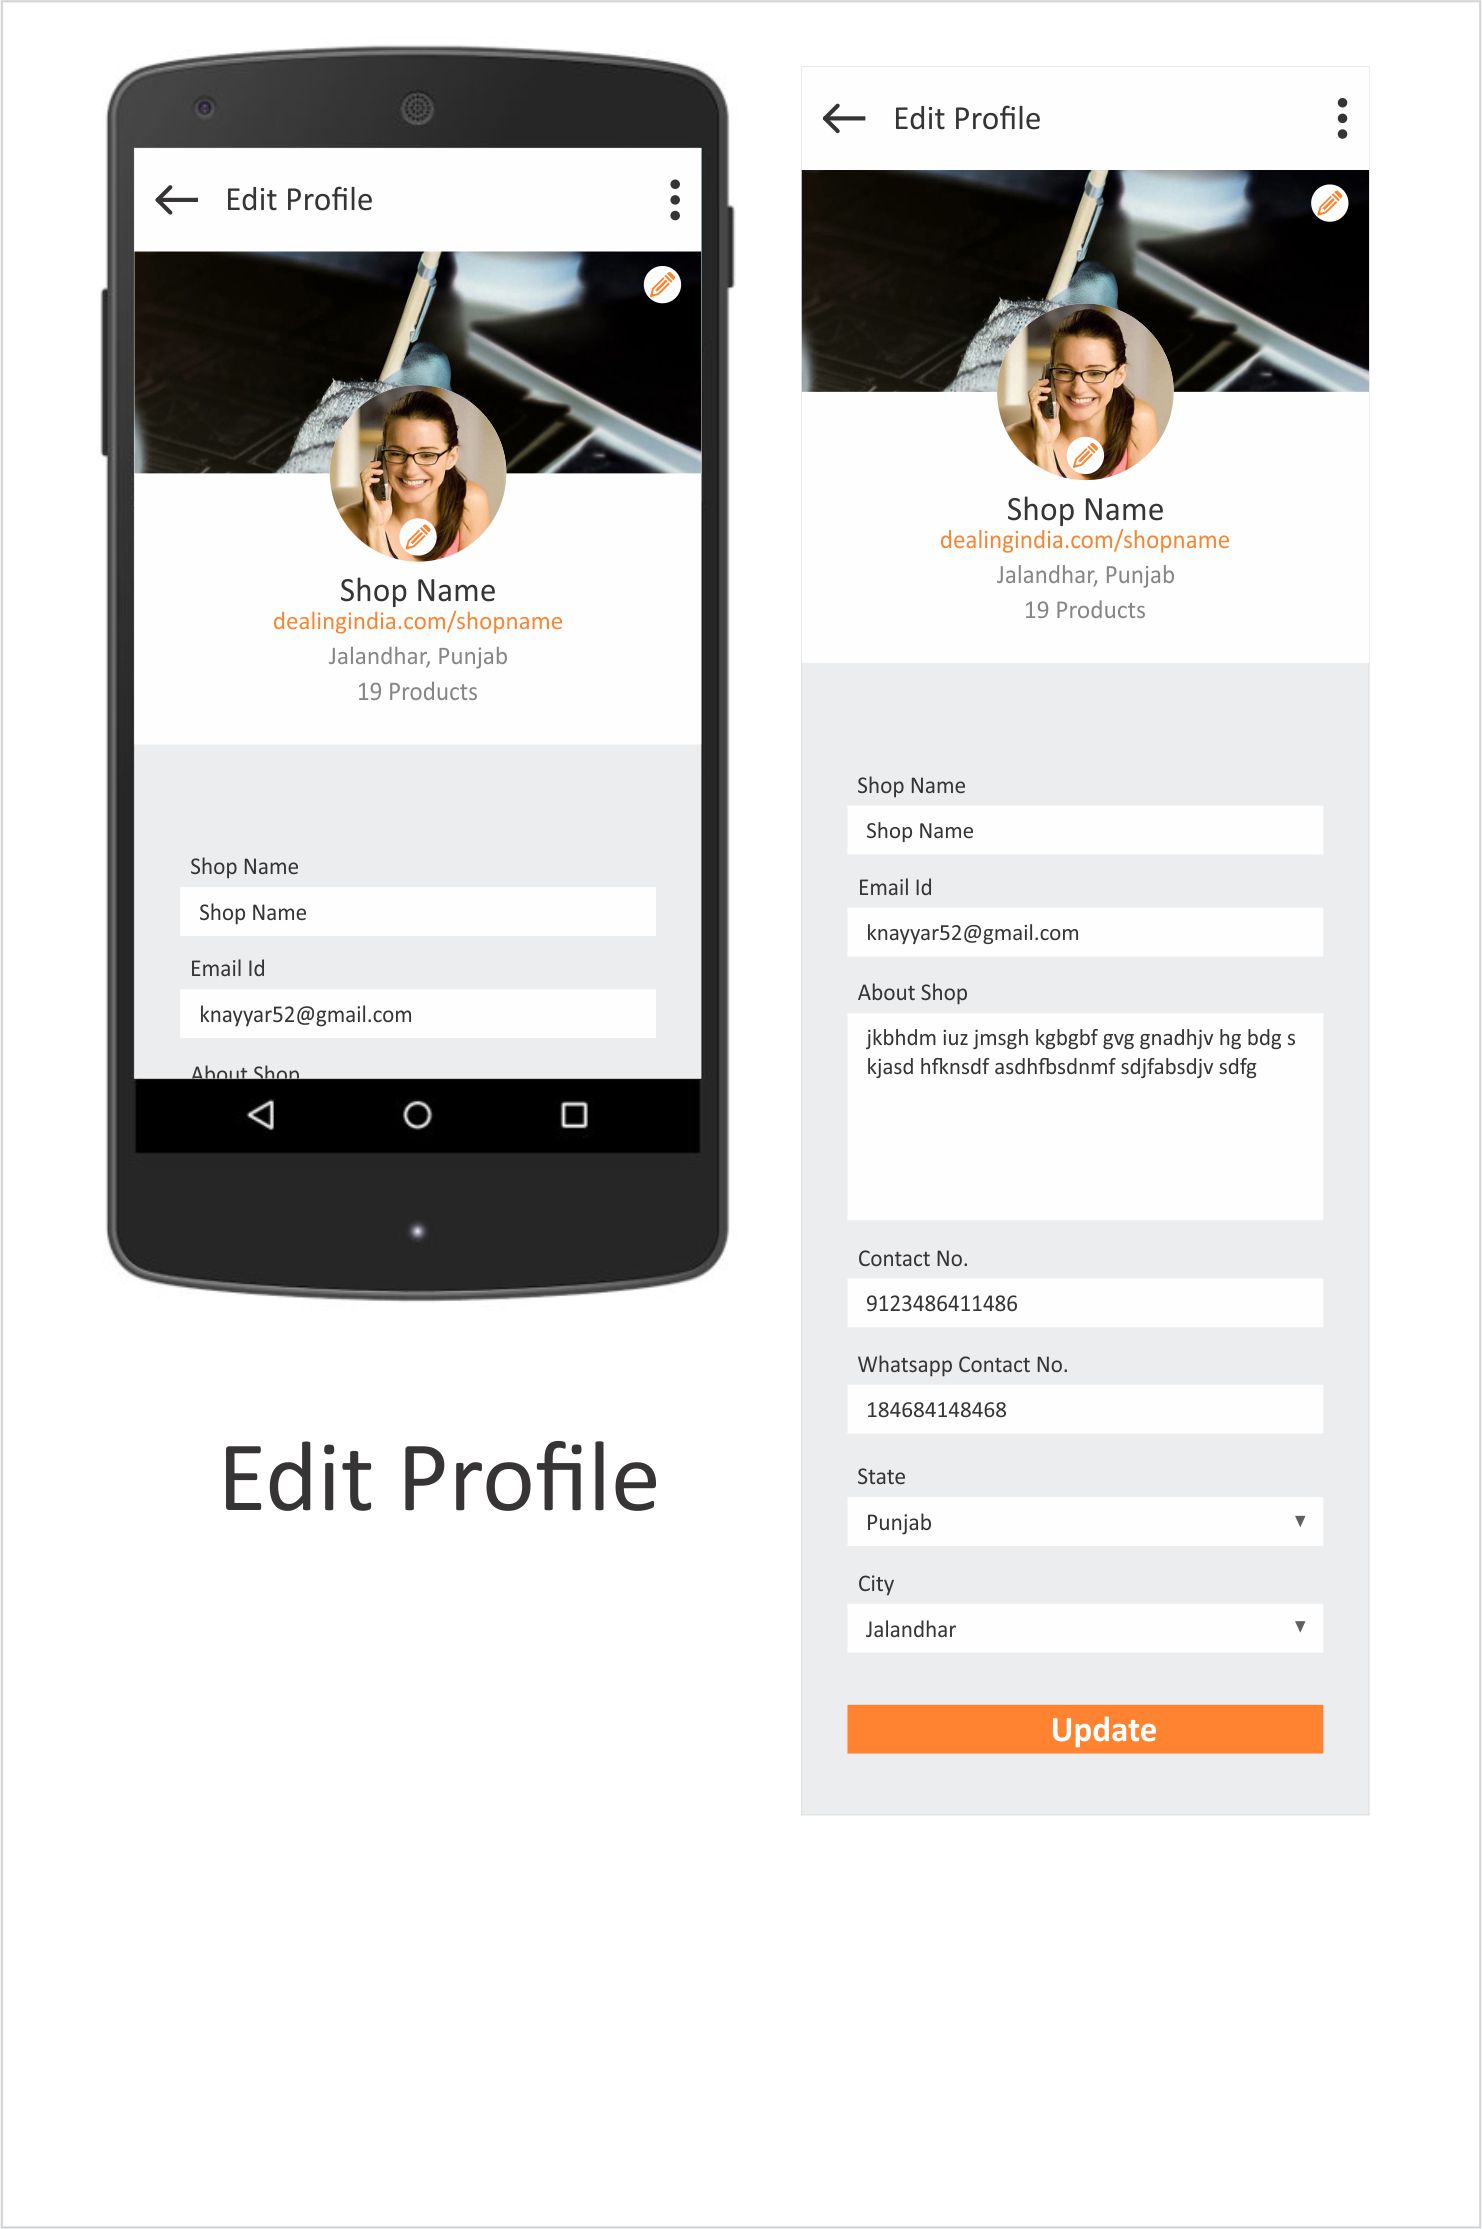 Edit Profile
Shop Name
dealingindia.com/shopname
Jalandhar, Punjab
19 Products
Shop Name
Shop Name
Email Id
knayyar52@gmail.com
About Shop
Edit Profile
Edit Profile
Shop Name
dealingindia.com/shopname
Jalandhar, Punjab
19 Products
Shop Name
Shop Name
Email Id
knayyar52@gmail.com
About Shop
jkbhdm iuz jmsgh kgbgbf gvg gnadhjv hg bdg s
kjasd hfknsdf asdhfbsdnmf sdjfabsdjv sdfg
Contact No.
9123486411486
Whatsapp Contact No.
184684148468
State
Punjab
City
Jalandhar
Update